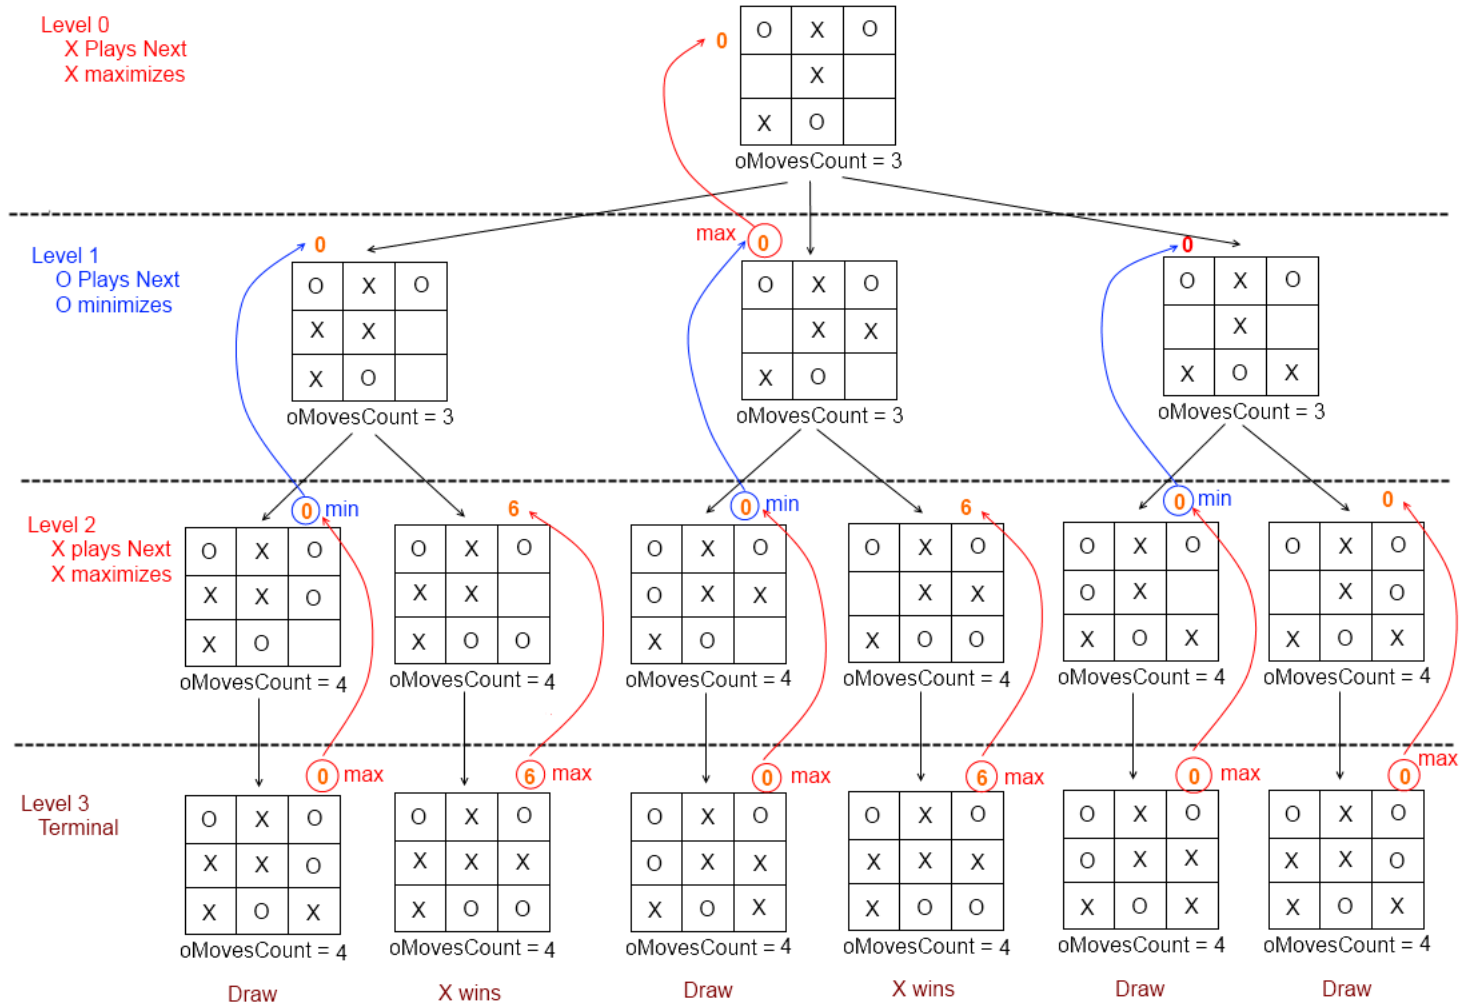 Level 0
X Plays Next
X maximizes
0
O X O
X
X O
oMovesCount = 3
Level 1
O Plays Next
O minimizes
0
max 0
0
O X O
X X
X O
oMovesCount = 3
O X O
X X
X O
oMovesCount = 3
O X O
X
X O X
oMovesCount = 3
Level 2
X plays Next
X maximizes
0 min
6
0 min
6
0 min
0
O X O
X X O
X O
oMovesCount = 4
O X O
X X
X O O
oMovesCount = 4
O X O
O X X
X O
oMovesCount = 4
O X O
X X
X O O
oMovesCount = 4
O X O
O X
X O X
oMovesCount = 4
O X O
X O
X O X
oMovesCount = 4
Level 3
Terminal
0 max
6 max
0 max
6 max
0 max
0 max
O X O
X X O
X O X
oMovesCount = 4
Draw
O X O
X X X
X O O
oMovesCount = 4
X wins
O X O
O X X
X O X
oMovesCount = 4
Draw
O X O
X X X
X O O
oMovesCount = 4
X wins
O X O
O X X
X O X
oMovesCount = 4
Draw
O X O
X X O
X O X
oMovesCount = 4
Draw